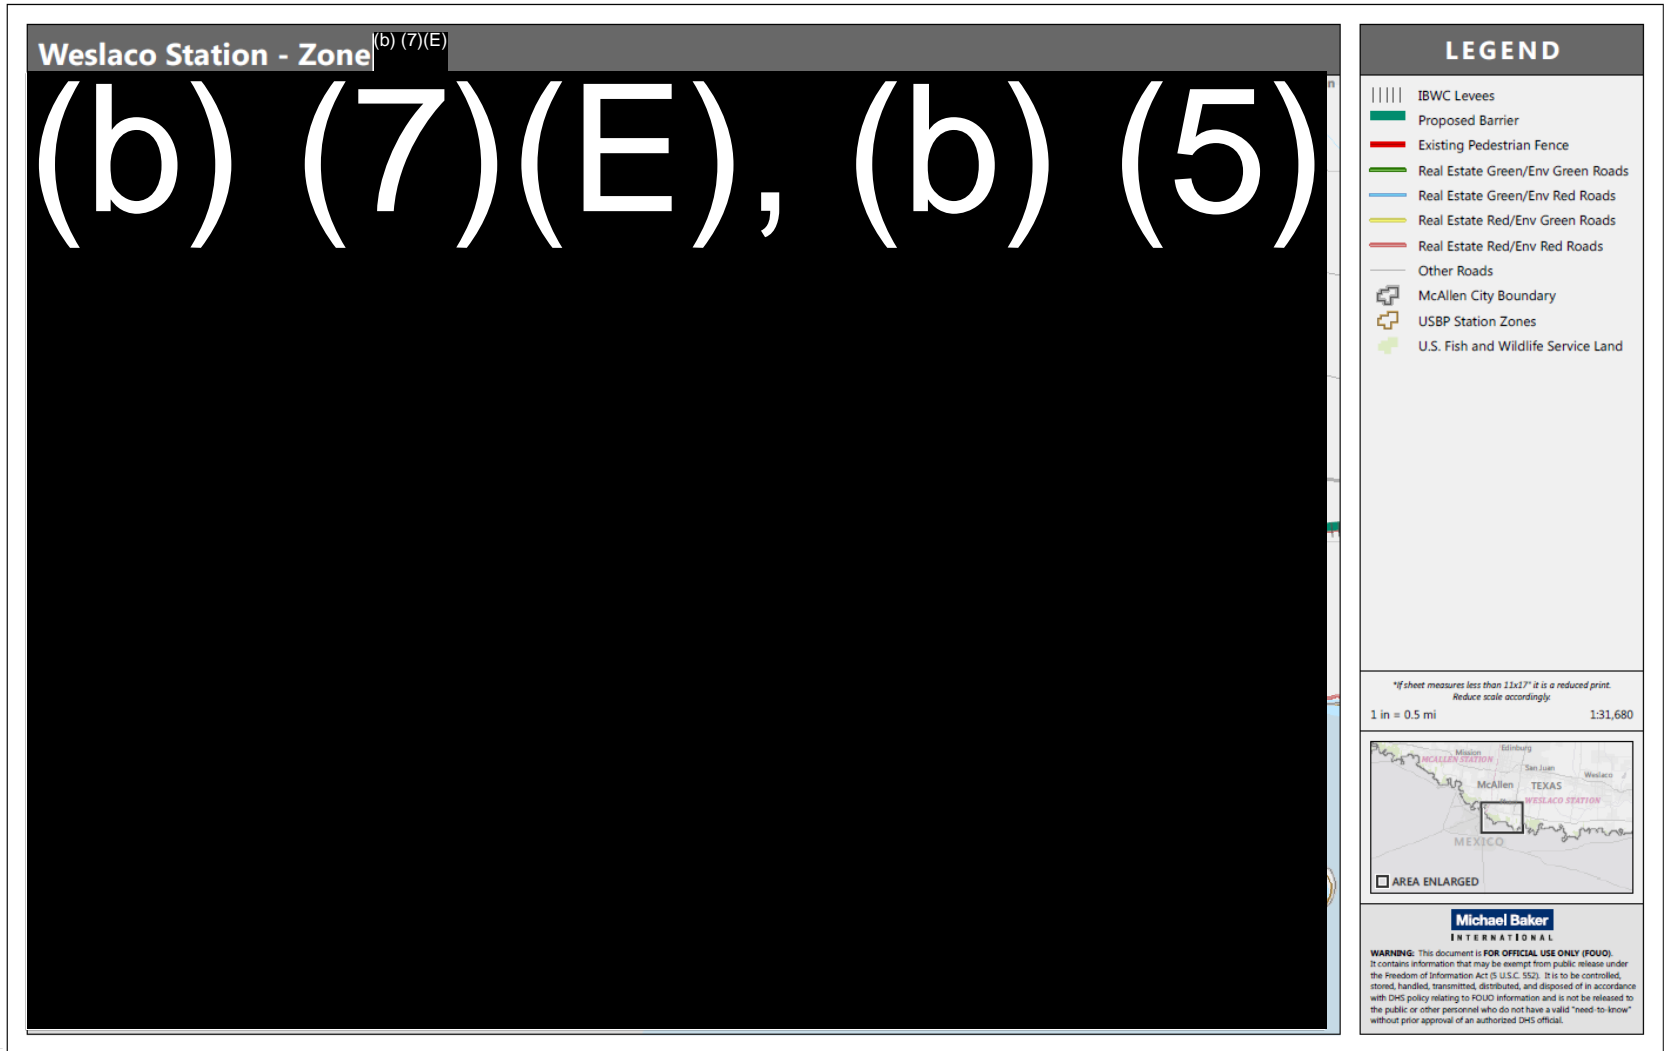 Weslaco Station - Zone (b) (7)(E)
(b) (7)(E), (b) (5)
n
LEGEND
IBWC Levees
Proposed Barrier
Existing Pedestrian Fence
Real Estate Green/Env Green Roads
Real Estate Green/Env Red Roads
Real Estate Red/Env Green Roads
Real Estate Red/Env Red Roads
Other Roads
McAllen City Boundary
USBP Station Zones
U.S. Fish and Wildlife Service Land
*If sheet measures less than 11x17" it is a reduced print.
Reduce scale accordingly.
1 in = 0.5 mi 1:31,680
Mission Edinburg
MCALLEN STATION
San Juan
Weslaco
McAllen TEXAS
WESLACO STATION
MEXICO
AREA ENLARGED
Michael Baker
INTERNATIONAL
WARNING: This document is FOR OFFICIAL USE ONLY (FOUO).
It contains information that may be exempt from public release under
the Freedom of Information Act (5 U.S.C. 552). It is to be controlled,
stored, handled, transmitted, distributed, and disposed of in accordance
with DHS policy relating to FOUO information and is not be released to
the public or other personnel who do not have a valid "need-to-know"
without prior approval of an authorized DHS official.